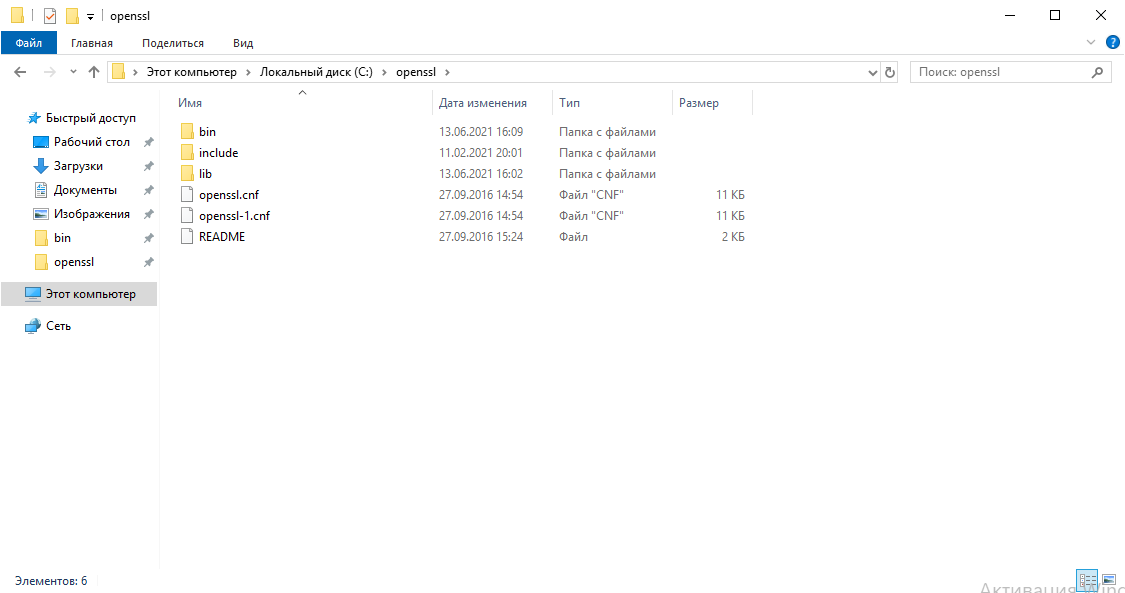 openssl
Файл Главная Поделиться Вид
Этот компьютер Локальный диск (C:) openssl Поиск: openssl
Имя Дата изменения Тип Размер
Быстрый доступ
Рабочий стол
Загрузки
Документы
Изображения
bin
openssl
Этот компьютер
Сеть
bin 13.06.2021 16:09 Папка с файлами
include 11.02.2021 20:01 Папка с файлами
lib 13.06.2021 16:02 Папка с файлами
openssl.cnf 27.09.2016 14:54 Файл "CNF" 11 КБ
openssl-1.cnf 27.09.2016 14:54 Файл "CNF" 11 КБ
README 27.09.2016 15:24 Файл 2 КБ
Элементов: 6
Активация